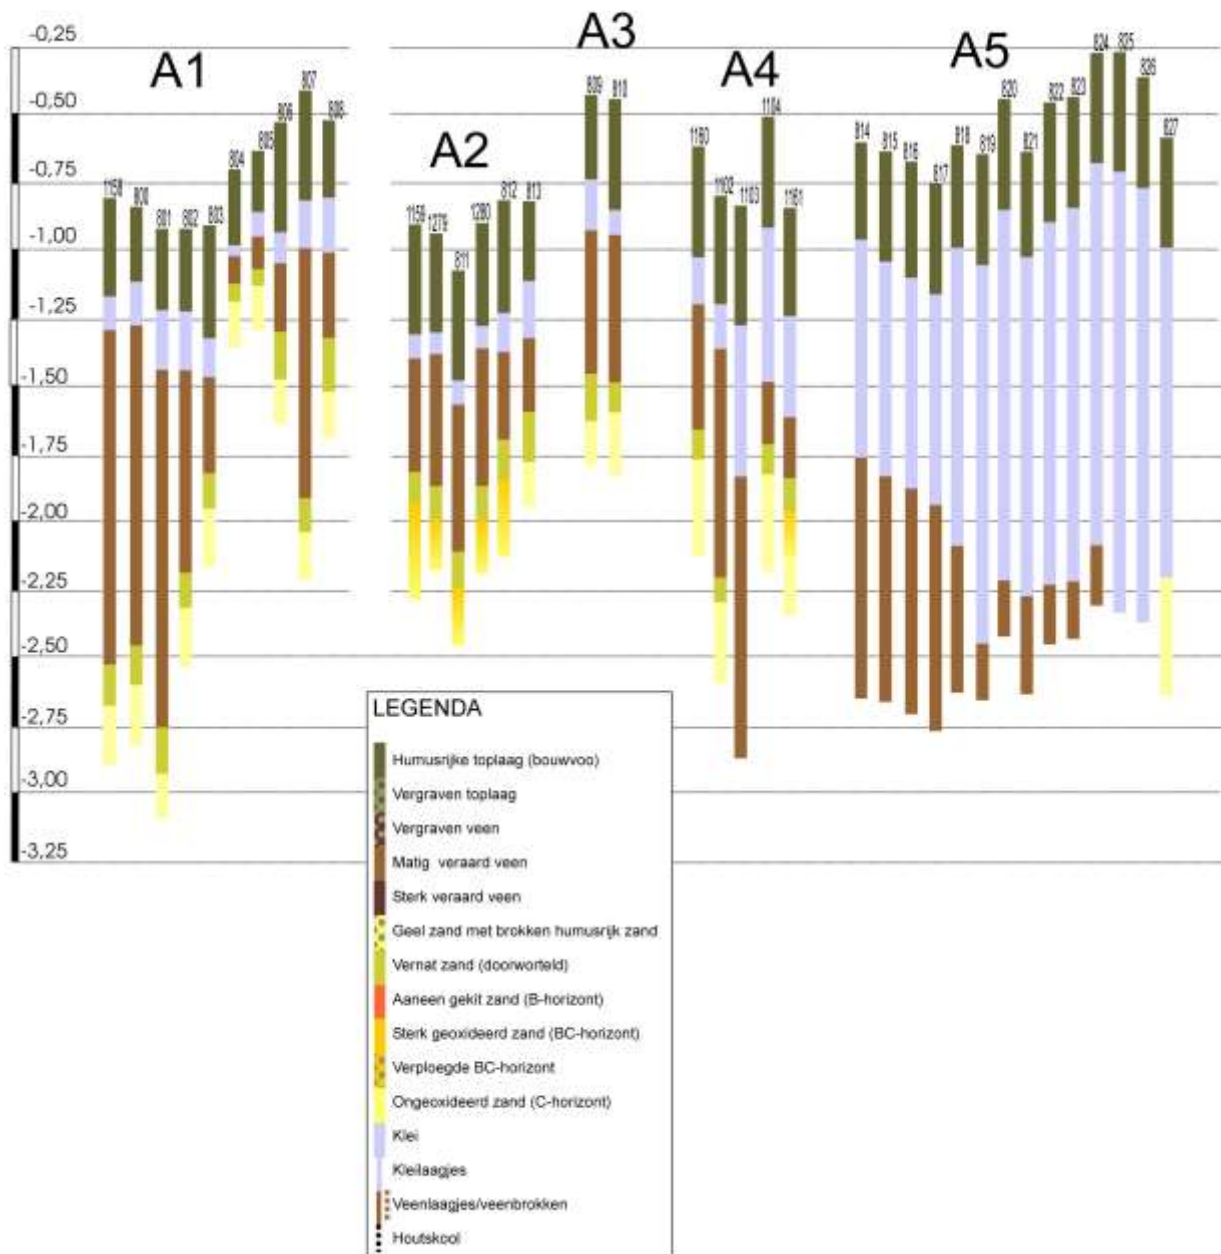 A1
A2
A3
A4
A5
-0,25
-0,50
-0,75
-1,00
-1,25
-1,50
-1,75
-2,00
-2,25
-2,50
-2,75
-3,00
-3,25
1158
800
801
802
803
804
805
806
807
808
1159
1279
811
1280
812
813
809
810
1160
1102
1103
1104
1161
814
815
816
817
818
819
820
821
822
823
824
825
826
827
LEGENDA
Humusrijke toplaag (bouwvoo)
Vergraven toplaag
Vergraven veen
Matig veraard veen
Sterk veraard veen
Geel zand met brokken humusrijk zand
Vernat zand (doorworteld)
Aaneen gekit zand (B-horizont)
Sterk geoxideerd zand (BC-horizont)
Verploegde BC-horizont
Ongeoxideerd zand (C-horizont)
Klei
Kleilaagjes
Veenlaagjes/veenbrokken
Houtskool